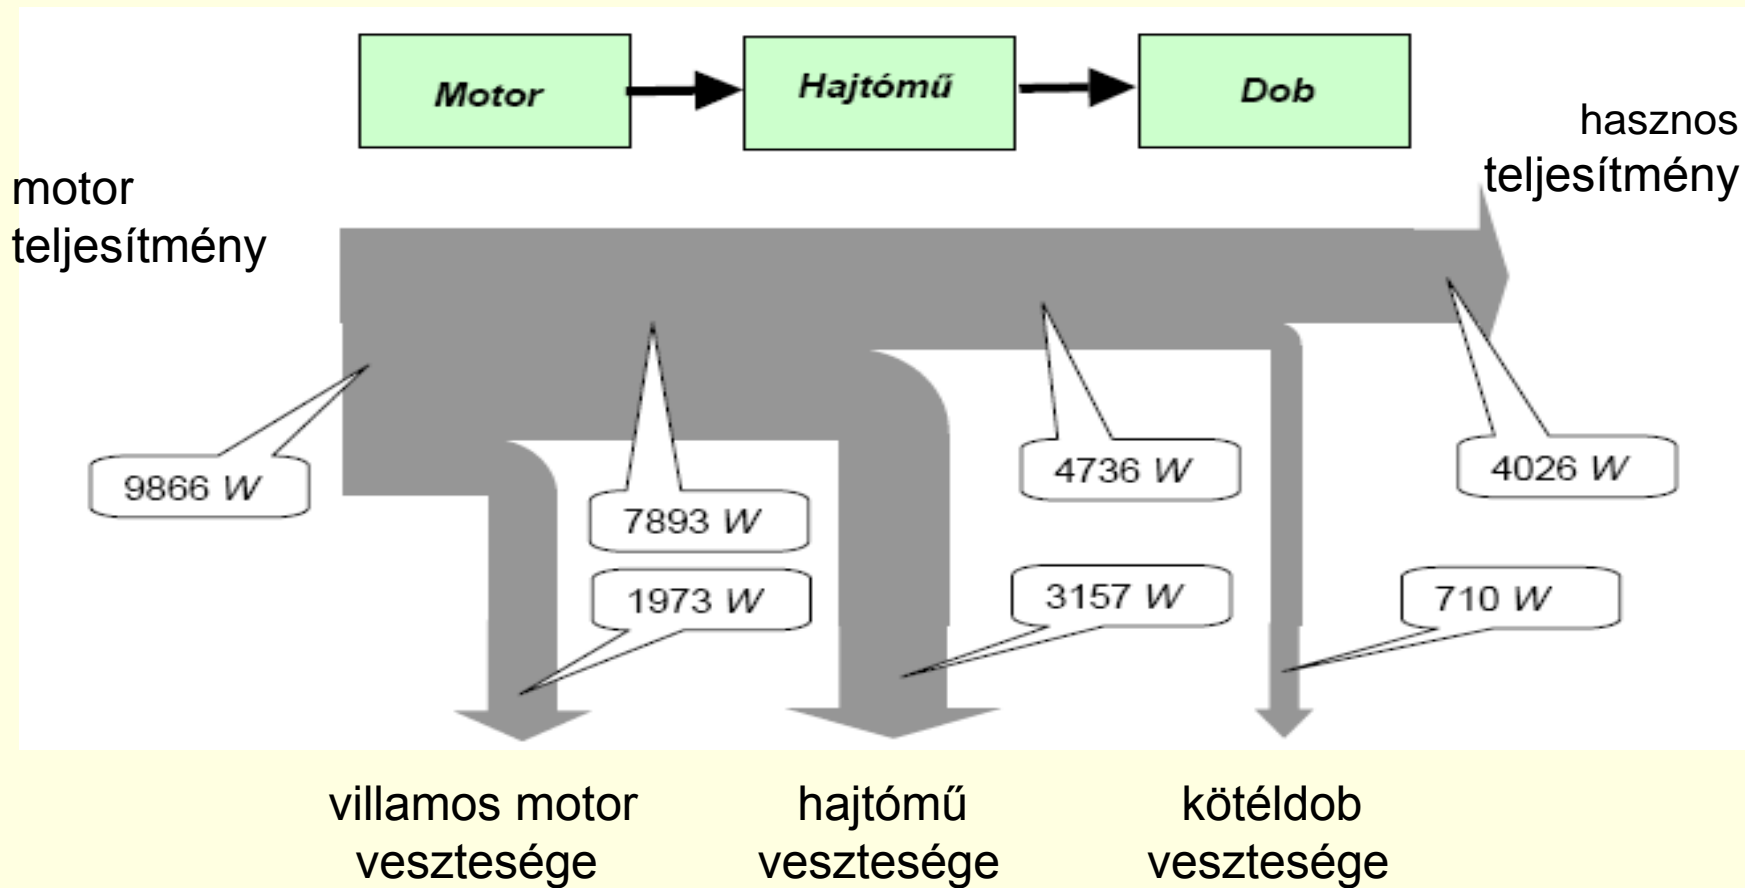 Motor
Hajtómű
Dob
hasznos
teljesítmény
motor
teljesítmény
9866 W
7893 W
4736 W
4026 W
1973 W
3157 W
710 W
villamos motor
vesztesége
hajtómű
vesztesége
kötéldob
vesztesége